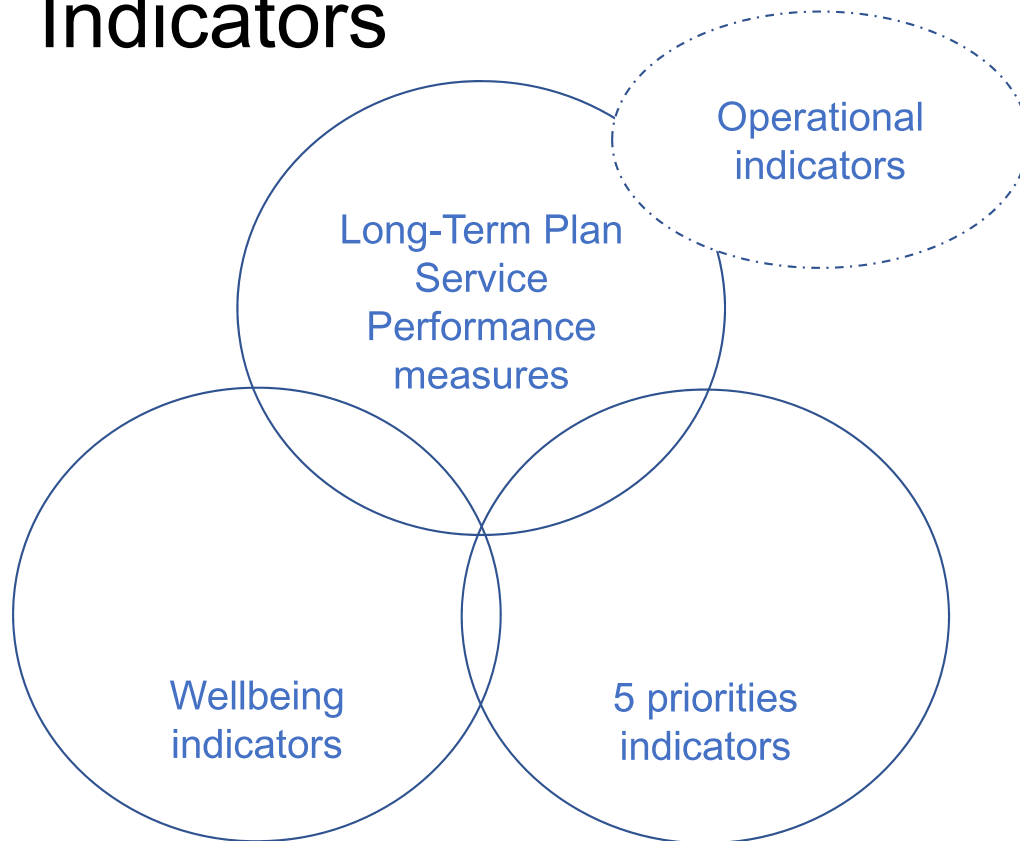 Indicators
Operational
indicators
Long-Term Plan
Service
Performance
measures
Wellbeing
indicators
5 priorities
indicators